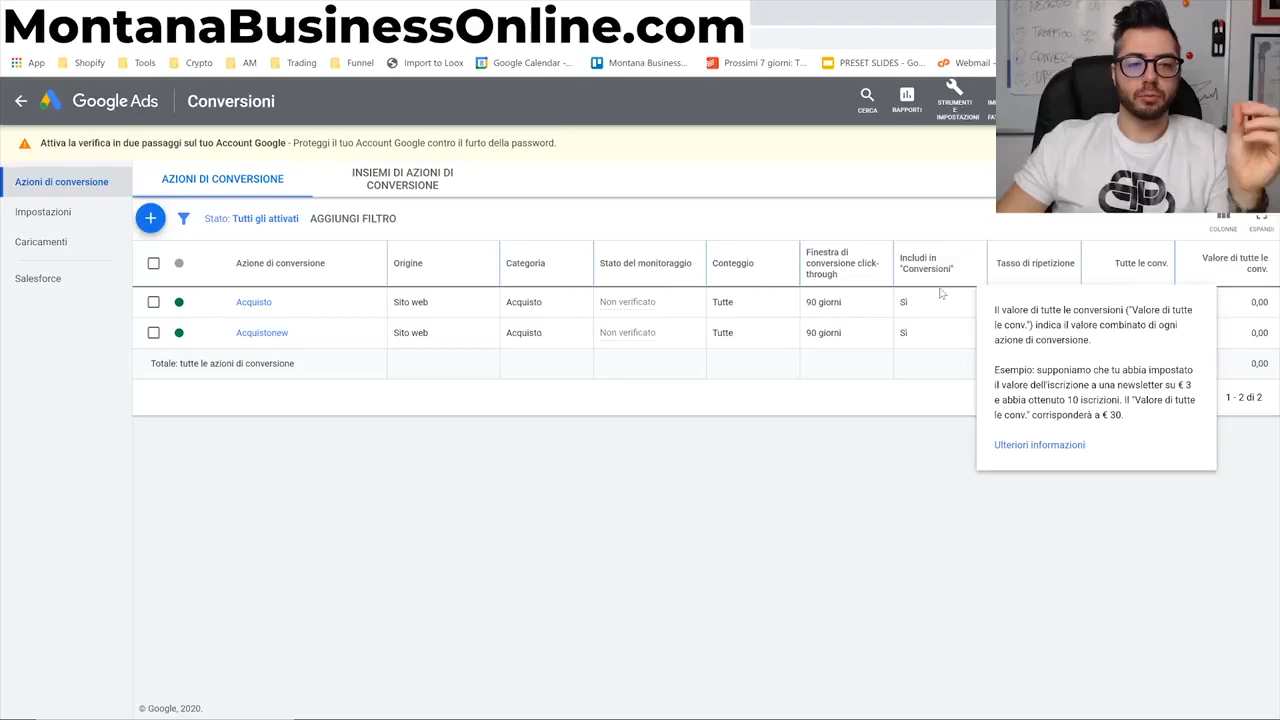 MontanaBusinessOnline.com
App Shopify Tools Crypto AM Trading Funnel Import to Loox Google Calendar -... Montana Business... Prossimi 7 giorni: T... PRESET SLIDES - Go... Webmail -
Google Ads Conversioni
CERCA RAPPORTI STRUMENTI
E
IMPOSTAZIONI
Attiva la verifica in due passaggi sul tuo Account Google - Proteggi il tuo Account Google contro il furto della password.
Azioni di conversione
Impostazioni
Caricamenti
Salesforce
AZIONI DI CONVERSIONE
INSIEMI DI AZIONI DI
CONVERSIONE
Stato: Tutti gli attivati AGGIUNGI FILTRO
COLONNE ESPANDI
Azione di conversione Origine Categoria Stato del monitoraggio Conteggio
Finestra di
conversione click-
through
Includi in
"Conversioni"
Tasso di ripetizione Tutte le conv.
Valore di tutte le
conv.
Acquisto Sito web Acquisto Non verificato Tutte 90 giorni Sì 0,00
Acquistonew Sito web Acquisto Non verificato Tutte 90 giorni Sì 0,00
Totale: tutte le azioni di conversione 0,00
1 - 2 di 2
Il valore di tutte le conversioni ("Valore di tutte
le conv.") indica il valore combinato di ogni
azione di conversione.
Esempio: supponiamo che tu abbia impostato
il valore dell'iscrizione a una newsletter su € 3
e abbia ottenuto 10 iscrizioni. Il "Valore di tutte
le conv." corrisponderà a € 30.
Ulteriori informazioni
© Google, 2020.